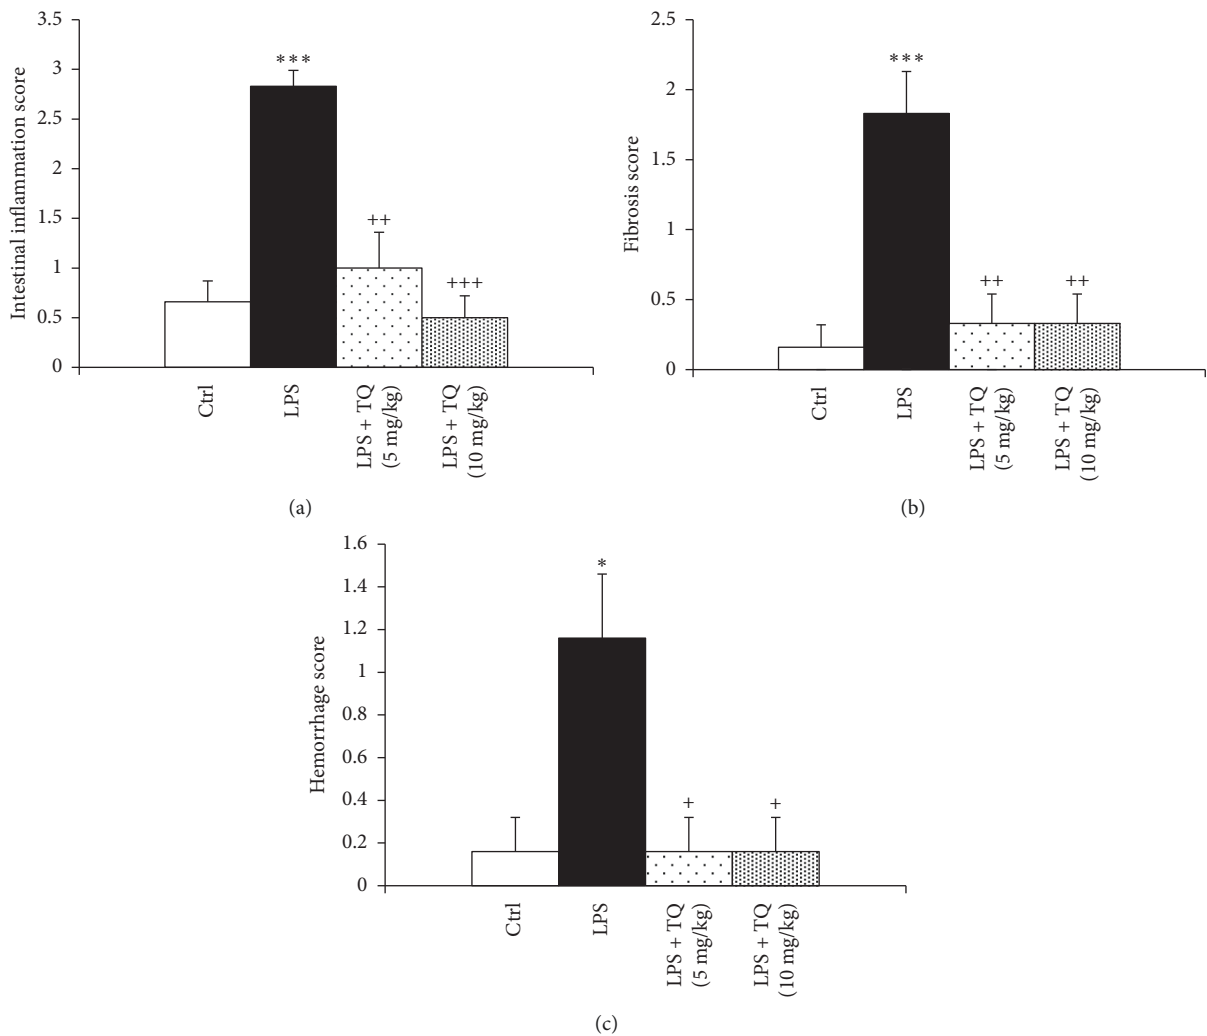 Intestinal inflammation score
3.5
3
2.5
2
1.5
1
0.5
0
***
++
+++
Ctrl
LPS
LPS + TQ
(5 mg/kg)
LPS + TQ
(10 mg/kg)
(a)
Fibrosis score
2.5
2
1.5
1
0.5
0
***
++
++
Ctrl
LPS
LPS + TQ
(5 mg/kg)
LPS + TQ
(10 mg/kg)
(b)
Hemorrhage score
1.6
1.4
1.2
1
0.8
0.6
0.4
0.2
0
*
+
+
Ctrl
LPS
LPS + TQ
(5 mg/kg)
LPS + TQ
(10 mg/kg)
(c)